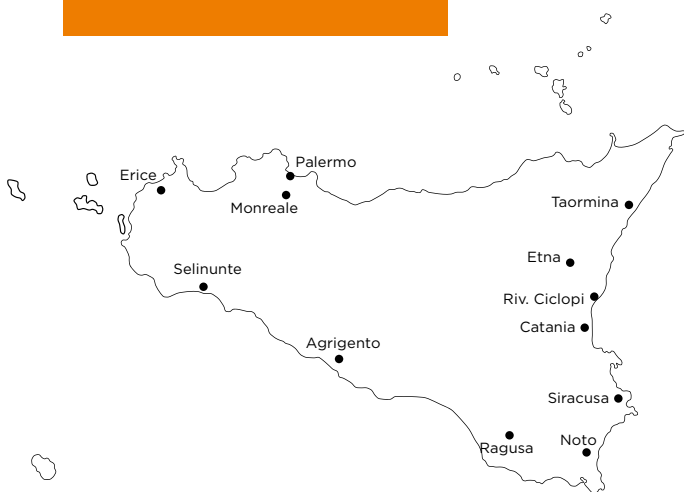 Palermo
Erice
Monreale
Taormina
Etna
Selinunte
Riv. Ciclopi
Catania
Agrigento
Siracusa
Noto
Ragusa